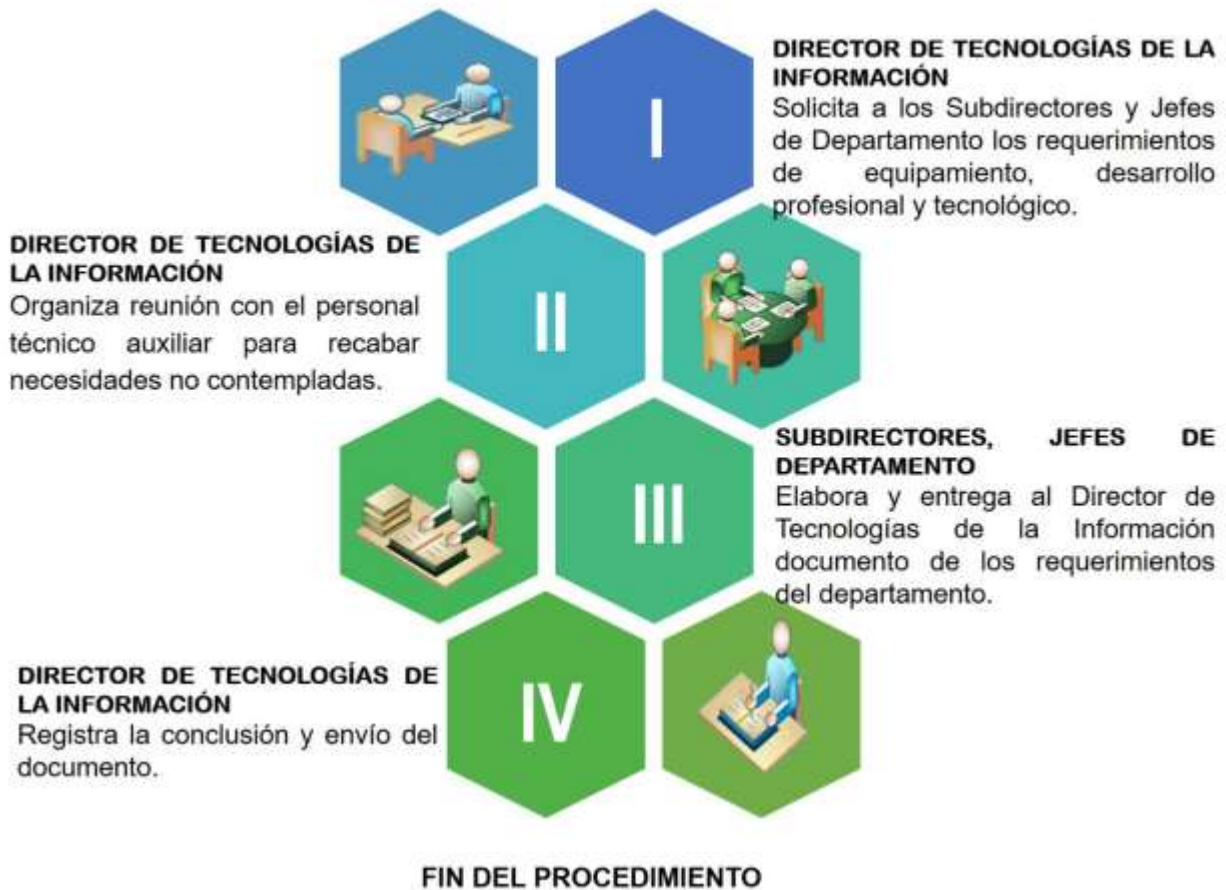 I
DIRECTOR DE TECNOLOGÍAS DE LA
INFORMACIÓN
Solicita a los Subdirectores y Jefes
de Departamento los requerimientos
de equipamiento, desarrollo
profesional y tecnológico.
DIRECTOR DE TECNOLOGÍAS DE
LA INFORMACIÓN
Organiza reunión con el personal
técnico auxiliar para recabar
necesidades no contempladas.
II
III
SUBDIRECTORES, JEFES DE
DEPARTAMENTO
Elabora y entrega al Director de
Tecnologías de la Información
documento de los requerimientos
del departamento.
DIRECTOR DE TECNOLOGÍAS DE
LA INFORMACIÓN
Registra la conclusión y envío del
documento.
IV
FIN DEL PROCEDIMIENTO